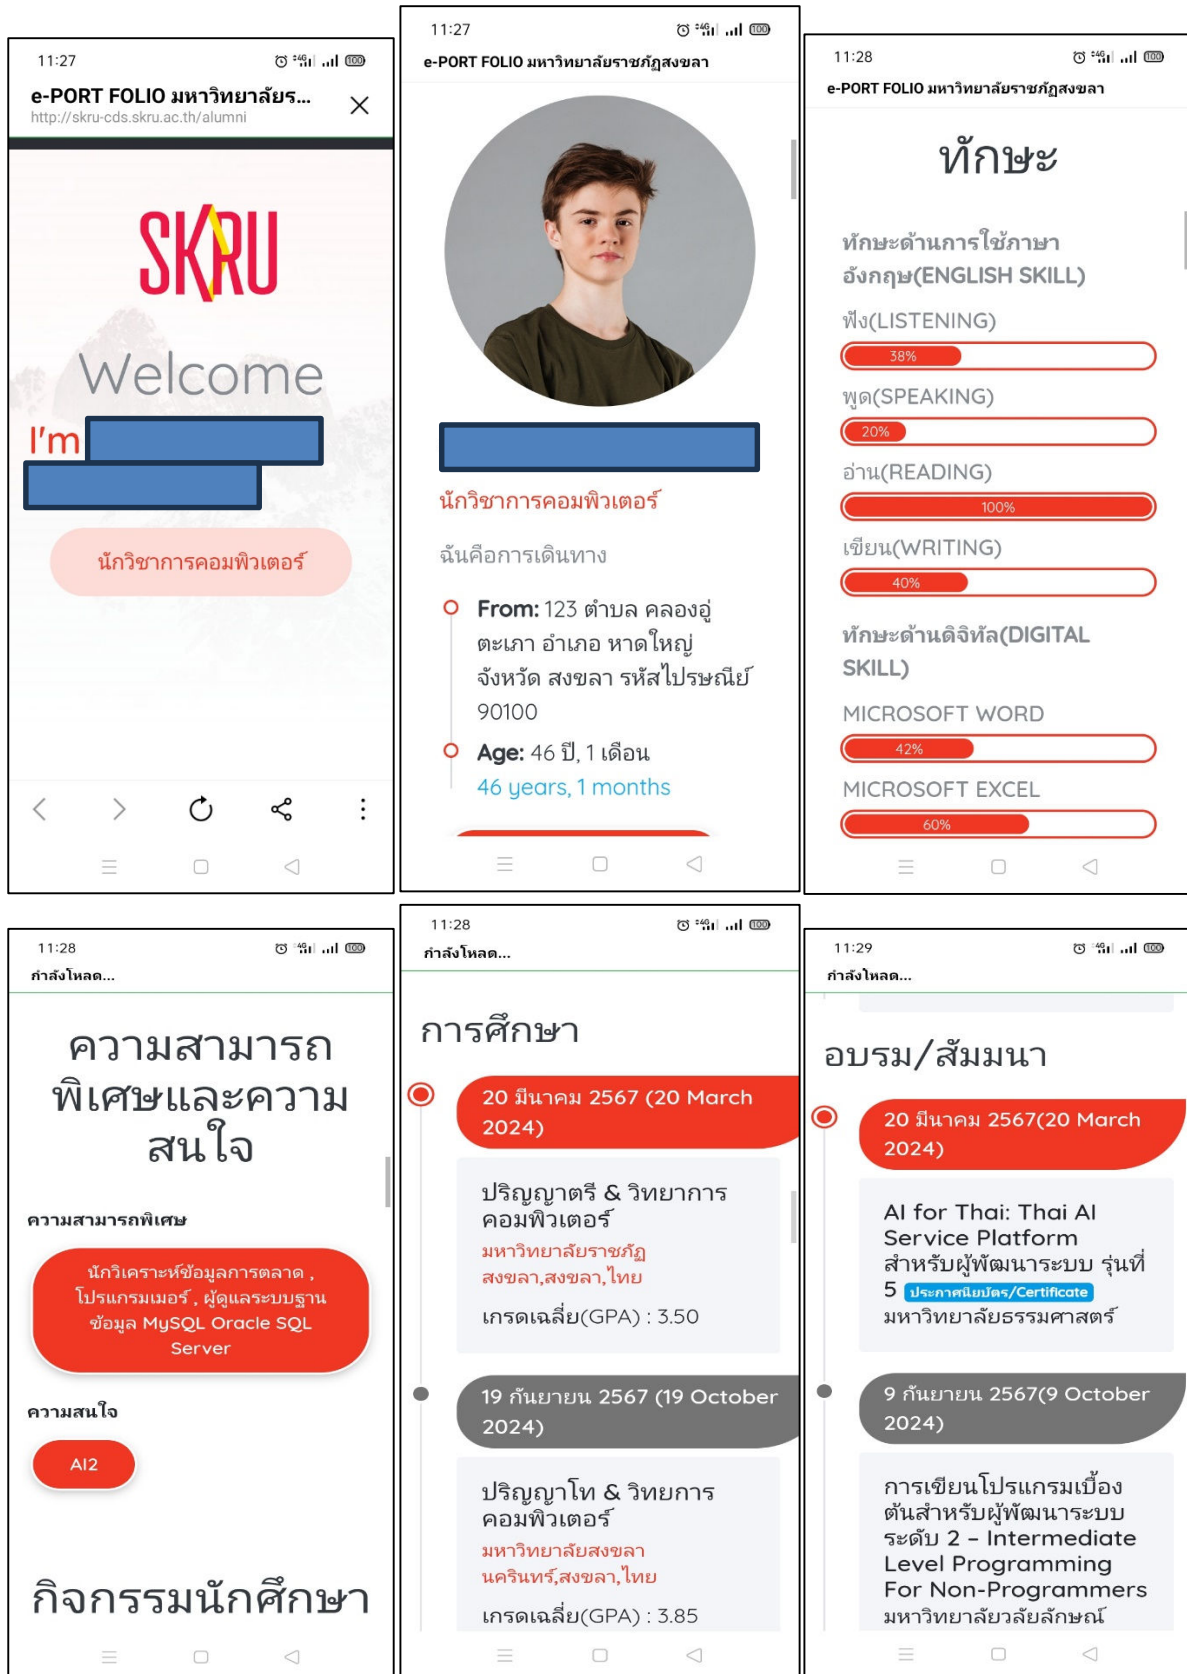 11:27
e-PORT FOLIO มหาวิทยาลัยร...
http://skru-cds.skru.ac.th/alumni
SKRU
Welcome
I'm
นักวิชาการคอมพิวเตอร์
11:27
e-PORT FOLIO มหาวิทยาลัยราชภัฏสงขลา
นักวิชาการคอมพิวเตอร์
ฉันคือการเดินทาง
From: 123 ตำบล คลองอู่
ตะเภา อำเภอ หาดใหญ่
จังหวัด สงขลา รหัสไปรษณีย์
90100
Age: 46 ปี, 1 เดือน
46 years, 1 months
11:28
e-PORT FOLIO มหาวิทยาลัยราชภัฏสงขลา
ทักษะ
ทักษะด้านการใช้ภาษา
อังกฤษ(ENGLISH SKILL)
ฟัง(LISTENING)
38%
พูด(SPEAKING)
20%
อ่าน(READING)
100%
เขียน(WRITING)
40%
ทักษะด้านดิจิทัล(DIGITAL
SKILL)
MICROSOFT WORD
42%
MICROSOFT EXCEL
60%
11:28
กำลังโหลด...
ความสามารถ
พิเศษและความ
สนใจ
ความสามารถพิเศษ
นักวิเคราะห์ข้อมูลการตลาด ,
โปรแกรมเมอร์ , ผู้ดูแลระบบฐาน
ข้อมูล MySQL Oracle SQL
Server
ความสนใจ
AI2
กิจกรรมนักศึกษา
11:28
กำลังโหลด...
การศึกษา
20 มีนาคม 2567 (20 March
2024)
ปริญญาตรี & วิทยาการ
คอมพิวเตอร์
มหาวิทยาลัยราชภัฏ
สงขลา,สงขลา,ไทย
เกรดเฉลี่ย(GPA) : 3.50
19 กันยายน 2567 (19 October
2024)
ปริญญาโท & วิทยการ
คอมพิวเตอร์
มหาวิทยาลัยสงขลา
นครินทร์,สงขลา,ไทย
เกรดเฉลี่ย(GPA) : 3.85
11:29
กำลังโหลด...
อบรม/สัมมนา
20 มีนาคม 2567(20 March
2024)
AI for Thai: Thai AI
Service Platform
สำหรับผู้พัฒนาระบบ รุ่นที่
5 ประกาศนียบัตร/Certificate
มหาวิทยาลัยธรรมศาสตร์
9 กันยายน 2567(9 October
2024)
การเขียนโปรแกรมเบื้อง
ต้นสำหรับผู้พัฒนาระบบ
ระดับ 2 – Intermediate
Level Programming
For Non-Programmers
มหาวิทยาลัยวลัยลักษณ์